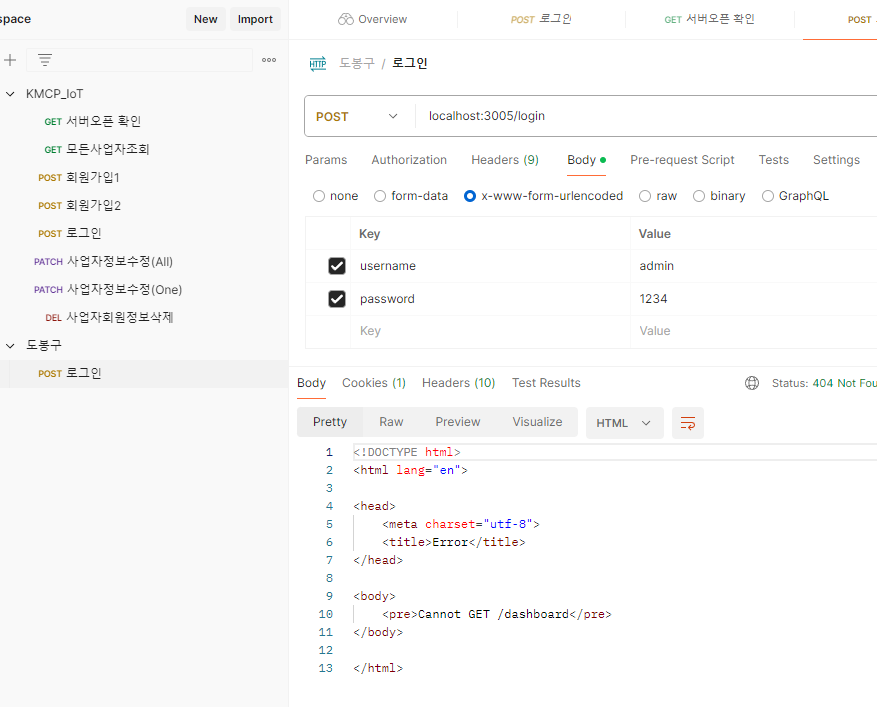 space New Import Overview POST 로그인 GET 서버오픈 확인 POST
도봉구 / 로그인
KMCP_IoT
GET 서버오픈 확인
GET 모든사업자조회
POST 회원가입1
POST 회원가입2
POST 로그인
PATCH 사업자정보수정(All)
PATCH 사업자정보수정(One)
DEL 사업자회원정보삭제
도봉구
POST 로그인
POST localhost:3005/login
Params Authorization Headers (9) Body Pre-request Script Tests Settings
none form-data x-www-form-urlencoded raw binary GraphQL
Key Value
username admin
password 1234
Key Value
Body Cookies (1) Headers (10) Test Results Status: 404 Not Fou
Pretty Raw Preview Visualize HTML
1 <!DOCTYPE html>
2 <html lang="en">
3
4 <head>
5 <meta charset="utf-8">
6 <title>Error</title>
7 </head>
8
9 <body>
10 <pre>Cannot GET /dashboard</pre>
11 </body>
12
13 </html>